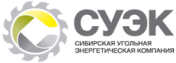 СУЭК
СИБИРСКАЯ УГОЛЬНАЯ
ЭНЕРГЕТИЧЕСКАЯ КОМПАНИЯ